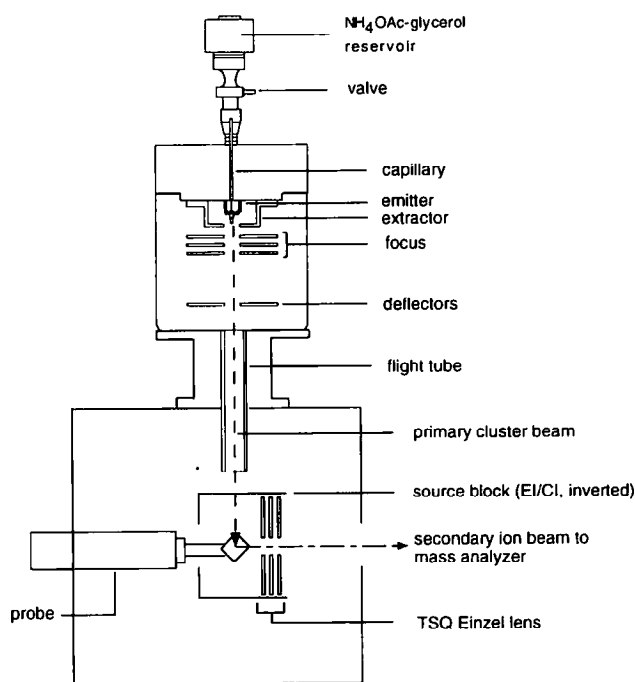 NH4OAc-glycerol
reservoir
valve
capillary
emitter
extractor
focus
deflectors
flight tube
primary cluster beam
source block (EI/CI, inverted)
secondary ion beam to
mass analyzer
probe
TSQ Einzel lens